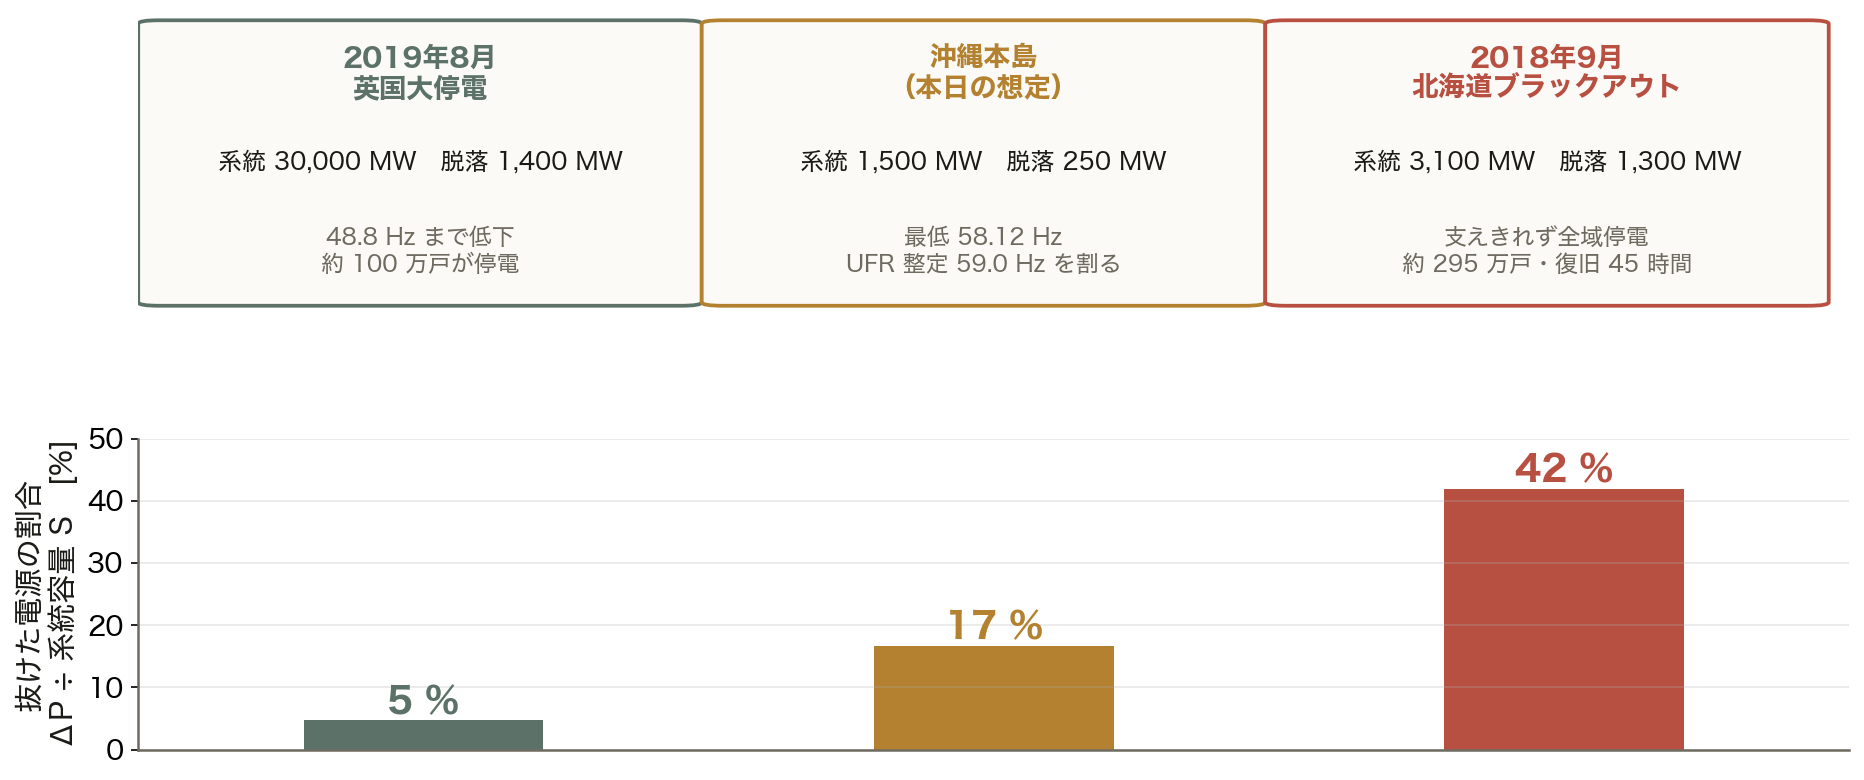 2019年8月
英国大停電
系統 30,000 MW　脱落 1,400 MW
48.8 Hz まで低下
約 100 万戸が停電
沖縄本島
（本日の想定）
系統 1,500 MW　脱落 250 MW
最低 58.12 Hz
UFR 整定 59.0 Hz を割る
2018年9月
北海道ブラックアウト
系統 3,100 MW　脱落 1,300 MW
支えきれず全域停電
約 295 万戸・復旧 45 時間
抜けた電源の割合
ΔP ÷ 系統容量 S　[%]
50
40
30
20
10
0
5 %
17 %
42 %